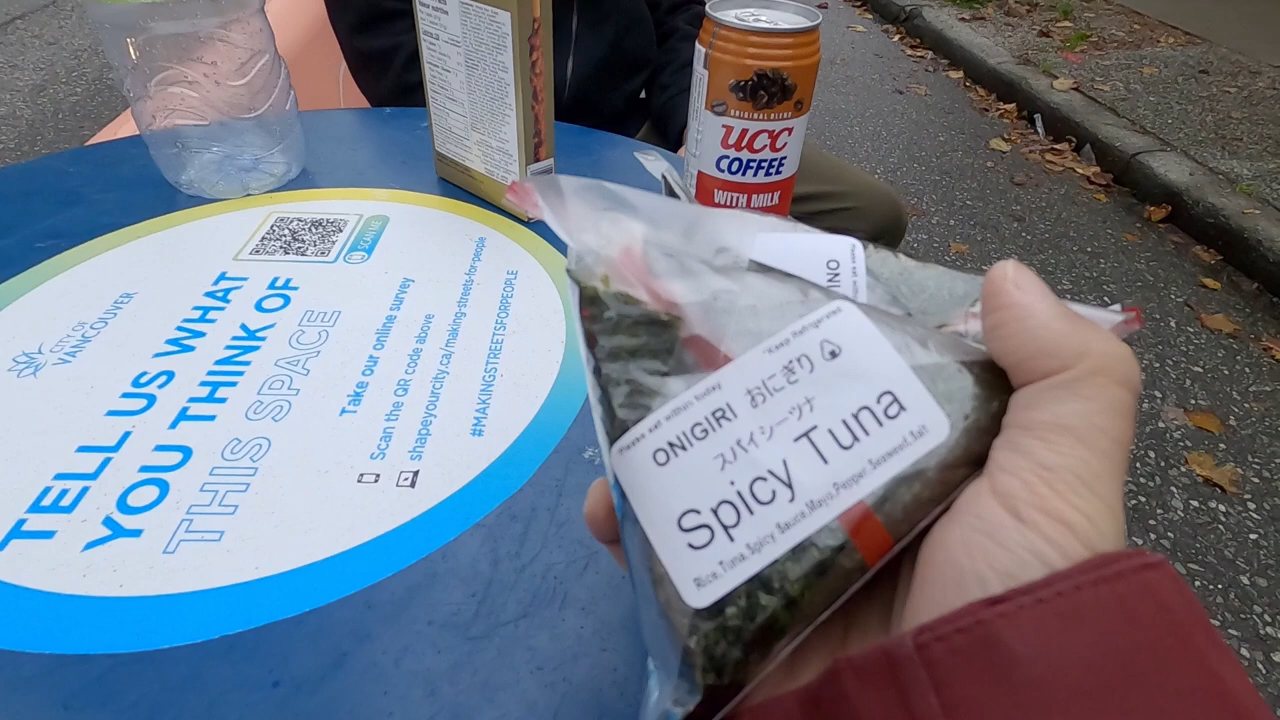 CITY OF
VANCOUVER
TELL US WHAT
YOU THINK OF
THIS SPACE
SCAN ME
Take our online survey
Scan the QR code above
shapeyourcity.ca/making-streets-for-people
#MAKINGSTREETSFORPEOPLE
ORIGINAL BLEND
UCC
COFFEE
WITH MILK
Please eat within today
*Keep Refrigerated
ONIGIRI おにぎり
スパイシーツナ
Spicy Tuna
Rice,Tuna,Spicy Sauce,Mayo,Pepper,Seaweed,Salt